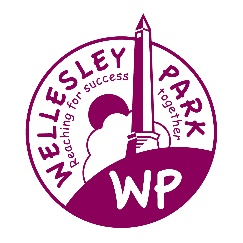 WELLESLEY PARK
Reaching for success together
WP